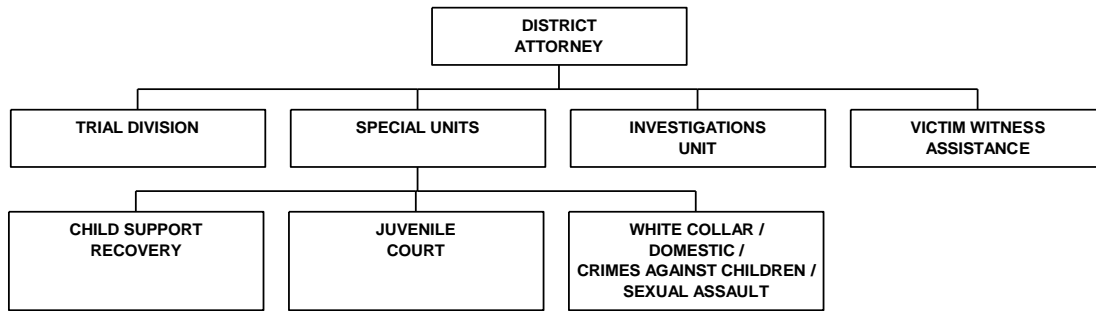 DISTRICT
ATTORNEY
TRIAL DIVISION
SPECIAL UNITS
INVESTIGATIONS
UNIT
VICTIM WITNESS
ASSISTANCE
CHILD SUPPORT
RECOVERY
JUVENILE
COURT
WHITE COLLAR /
DOMESTIC /
CRIMES AGAINST CHILDREN /
SEXUAL ASSAULT